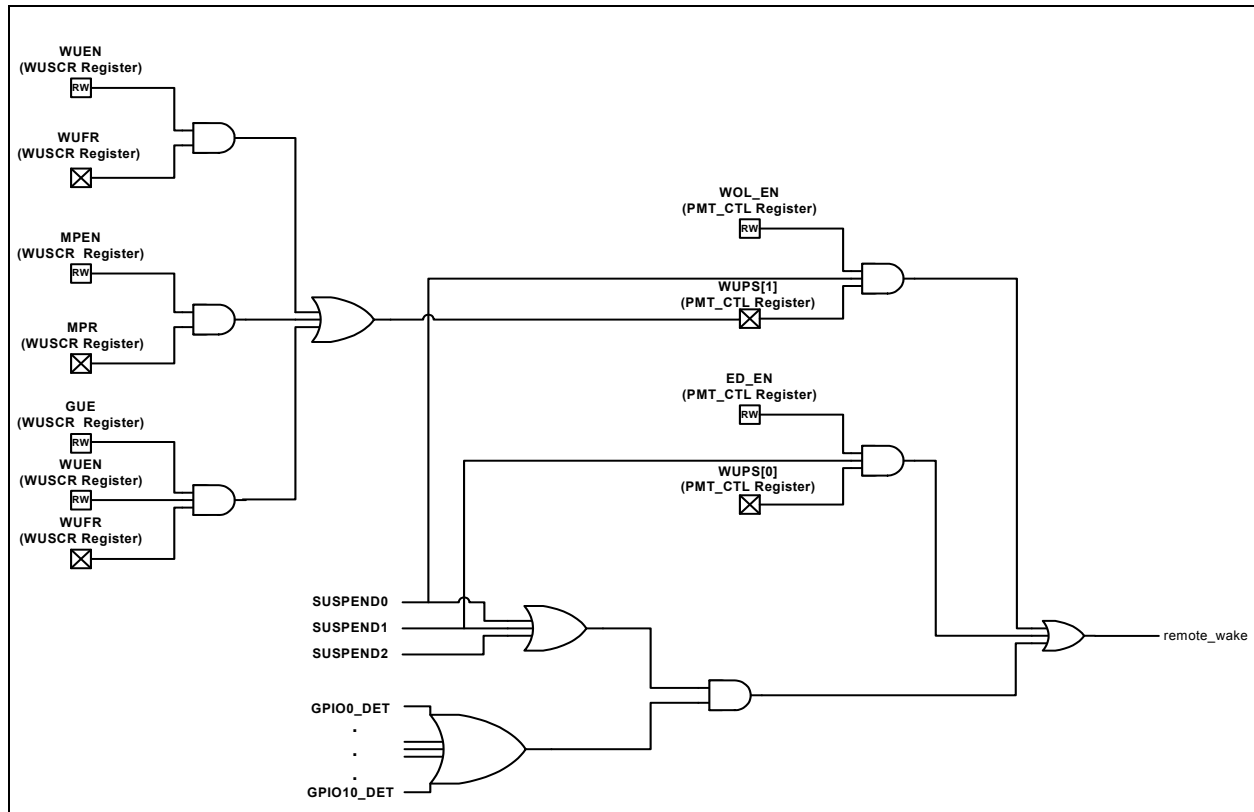 WUEN
(WUSCR Register)
RW
WUFR
(WUSCR Register)
MPEN
(WUSCR Register)
RW
MPR
(WUSCR Register)
GUE
(WUSCR Register)
RW
WUEN
(WUSCR Register)
RW
WUFR
(WUSCR Register)
WOL_EN
(PMT_CTL Register)
RW
WUPS[1]
(PMT_CTL Register)
ED_EN
(PMT_CTL Register)
RW
WUPS[0]
(PMT_CTL Register)
SUSPEND0
SUSPEND1
SUSPEND2
GPIO0_DET
.
.
.
GPIO10_DET
remote_wake